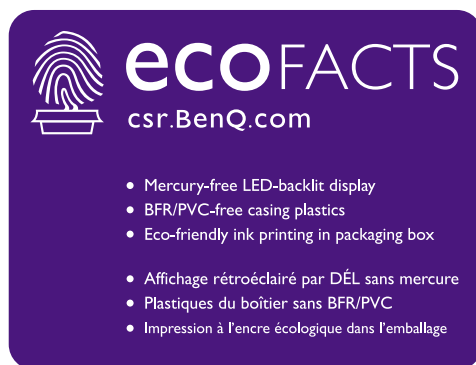 ecoFACTS
csr.BenQ.com
• Mercury-free LED-backlit display
• BFR/PVC-free casing plastics
• Eco-friendly ink printing in packaging box
• Affichage rétroéclairé par DÉL sans mercure
• Plastiques du boîtier sans BFR/PVC
• Impression à l'encre écologique dans l'emballage